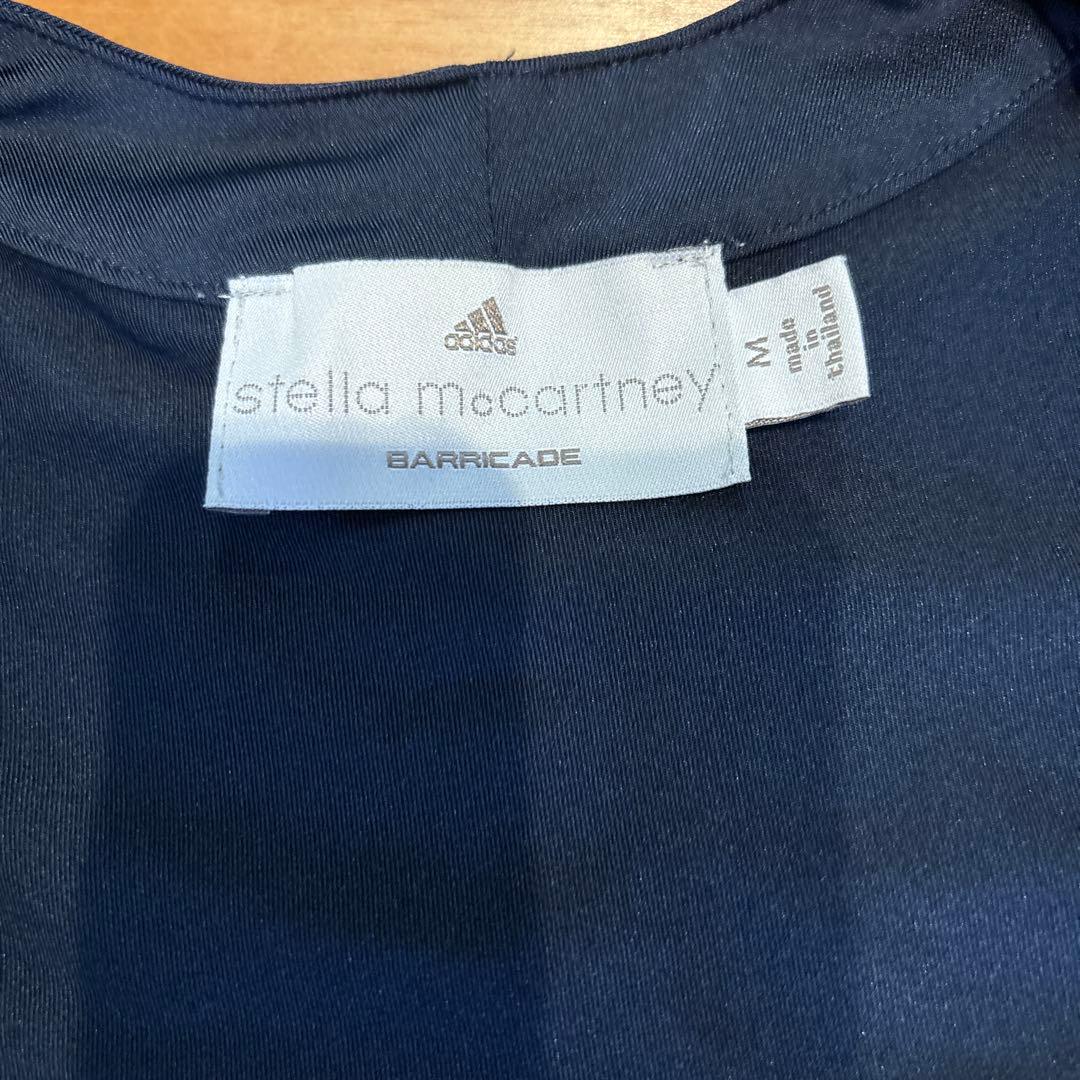 adidas
stella mccartney
BARRICADE
M
made
in
thailand